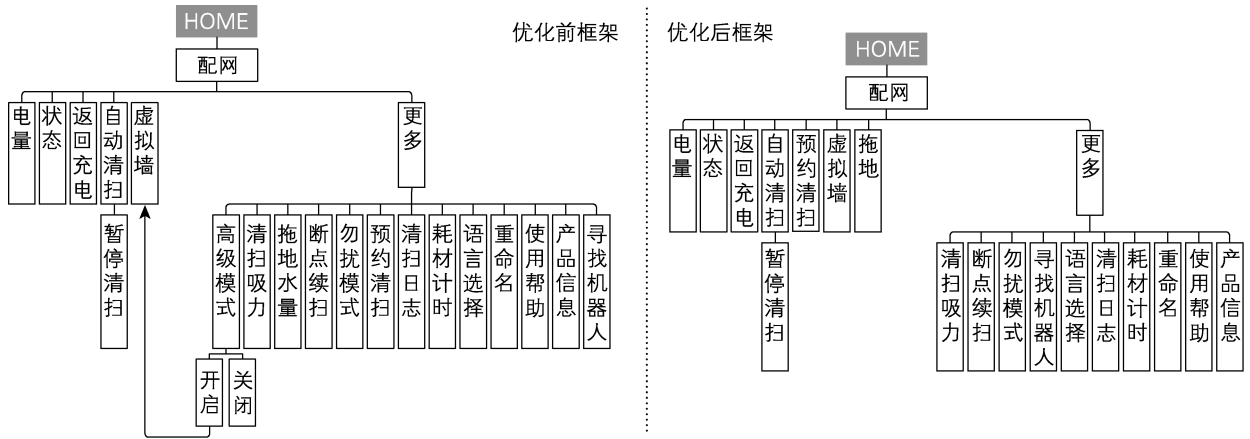 优化前框架
HOME
配网
电量
状态
返回充电
自动清扫
虚拟墙
更多
暂停清扫
高级模式
清扫吸力
拖地水量
断点续扫
勿扰模式
预约清扫
清扫日志
耗材计时
语言选择
重命名
使用帮助
产品信息
寻找机器人
开启
关闭
优化后框架
HOME
配网
电量
状态
返回充电
自动清扫
预约清扫
虚拟墙
拖地
更多
暂停清扫
清扫吸力
断点续扫
勿扰模式
寻找机器人
语言选择
清扫日志
耗材计时
重命名
使用帮助
产品信息